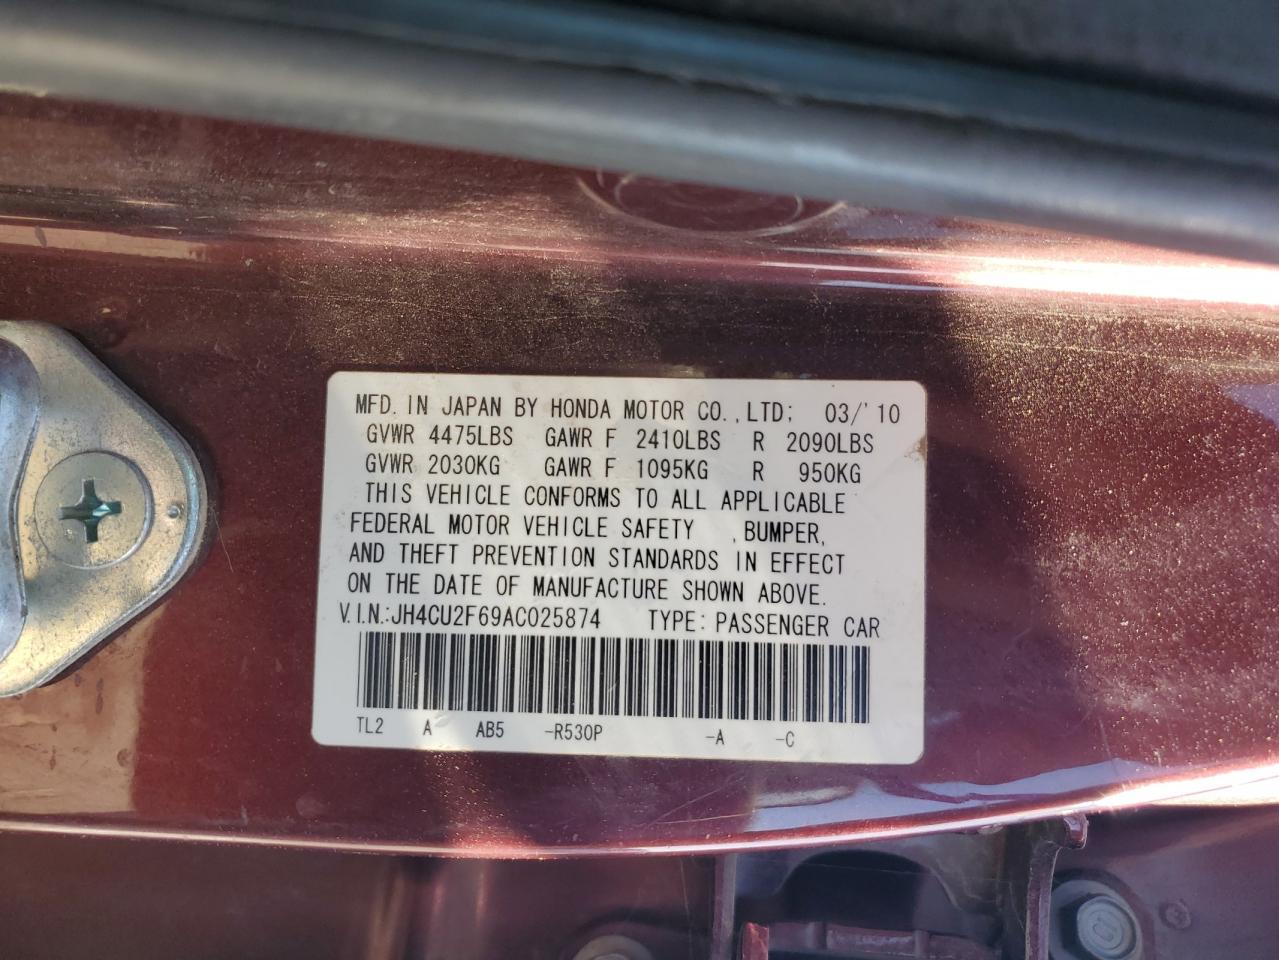 MFD. IN JAPAN BY HONDA MOTOR CO., LTD; 03/'10
GVWR 4475LBS GAWR F 2410LBS R 2090LBS
GVWR 2030KG GAWR F 1095KG R 950KG
THIS VEHICLE CONFORMS TO ALL APPLICABLE
FEDERAL MOTOR VEHICLE SAFETY , BUMPER,
AND THEFT PREVENTION STANDARDS IN EFFECT
ON THE DATE OF MANUFACTURE SHOWN ABOVE.
V.I.N.:JH4CU2F69AC025874 TYPE: PASSENGER CAR
TL2 A AB5 -R530P -A -C